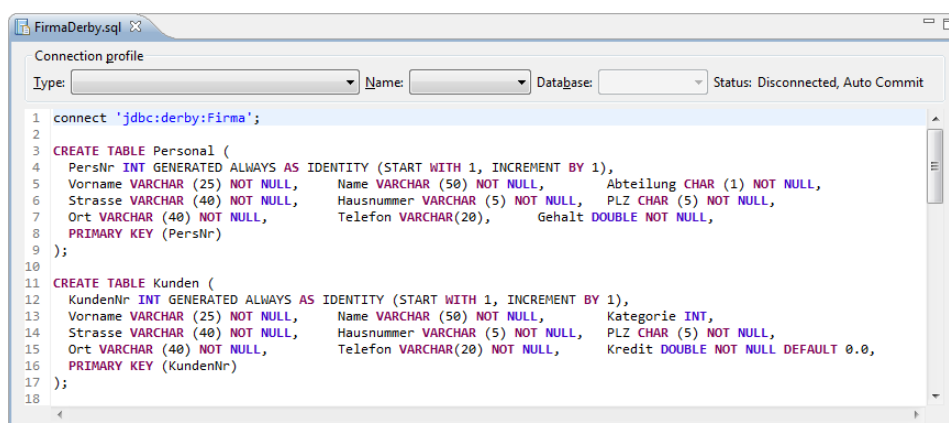 FirmaDerby.sql
Connection profile
Type: Name: Database: Status: Disconnected, Auto Commit
1 connect 'jdbc:derby:Firma';
2
3 CREATE TABLE Personal (
4 PersNr INT GENERATED ALWAYS AS IDENTITY (START WITH 1, INCREMENT BY 1),
5 Vorname VARCHAR (25) NOT NULL, Name VARCHAR (50) NOT NULL, Abteilung CHAR (1) NOT NULL,
6 Strasse VARCHAR (40) NOT NULL, Hausnummer VARCHAR (5) NOT NULL, PLZ CHAR (5) NOT NULL,
7 Ort VARCHAR (40) NOT NULL, Telefon VARCHAR(20), Gehalt DOUBLE NOT NULL,
8 PRIMARY KEY (PersNr)
9 );
10
11 CREATE TABLE Kunden (
12 KundenNr INT GENERATED ALWAYS AS IDENTITY (START WITH 1, INCREMENT BY 1),
13 Vorname VARCHAR (25) NOT NULL, Name VARCHAR (50) NOT NULL, Kategorie INT,
14 Strasse VARCHAR (40) NOT NULL, Hausnummer VARCHAR (5) NOT NULL, PLZ CHAR (5) NOT NULL,
15 Ort VARCHAR (40) NOT NULL, Telefon VARCHAR(20) NOT NULL, Kredit DOUBLE NOT NULL DEFAULT 0.0,
16 PRIMARY KEY (KundenNr)
17 );
18